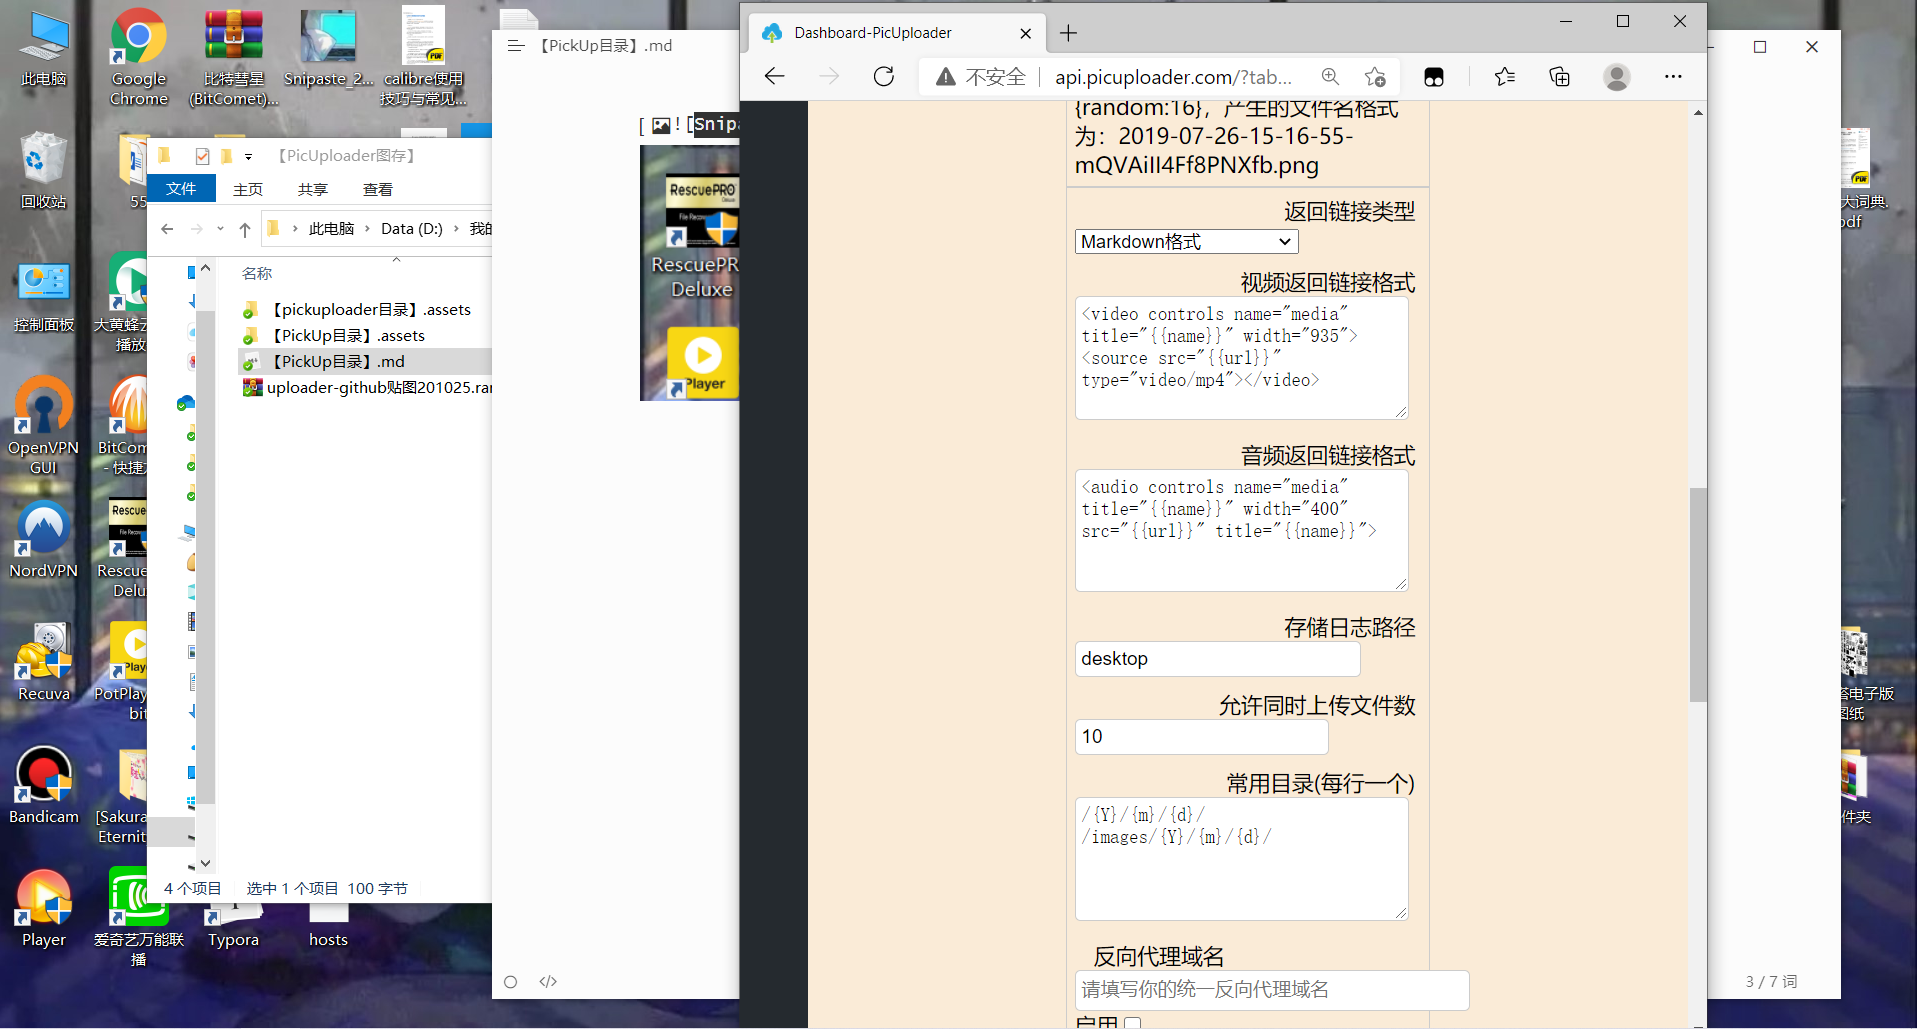 此电脑
Google
Chrome
比特彗星
(BitComet)...
Snipaste_2...
calibre使用
技巧与常见...
回收站
55
控制面板
大黄蜂云
播放
OpenVPN
GUI
BitCom
- 快捷方
NordVPN
Rescue
Delu
Recuva
PotPlay
bit
Bandicam
[Sakura
Eternit
Player
爱奇艺万能联
播
Typora
hosts
【PicUploader图存】
文件
主页
共享
查看
此电脑
Data (D:)
我的
名称
【pickuploader目录】.assets
【PickUp目录】.assets
【PickUp目录】.md
uploader-github贴图201025.rar
4 个项目
选中 1 个项目 100 字节
【PickUp目录】.md
[ ![Snipa
RescuePRO
Deluxe
File Recovery
RescuePR
Deluxe
Player
</>
3 / 7 词
Dashboard-PicUploader
不安全
api.picuploader.com/?tab...
{random:16}，产生的文件名格式
为：2019-07-26-15-16-55-
mQVAiII4Ff8PNXfb.png
返回链接类型
Markdown格式
视频返回链接格式
<video controls name="media"
title="{{name}}" width="935">
<source src="{{url}}"
type="video/mp4"></video>
音频返回链接格式
<audio controls name="media"
title="{{name}}" width="400"
src="{{url}}" title="{{name}}">
存储日志路径
desktop
允许同时上传文件数
10
常用目录(每行一个)
/{Y}/{m}/{d}/
/images/{Y}/{m}/{d}/
反向代理域名
请填写你的统一反向代理域名
启用
PDF
大词典.
pdf
电子版
图纸
件夹